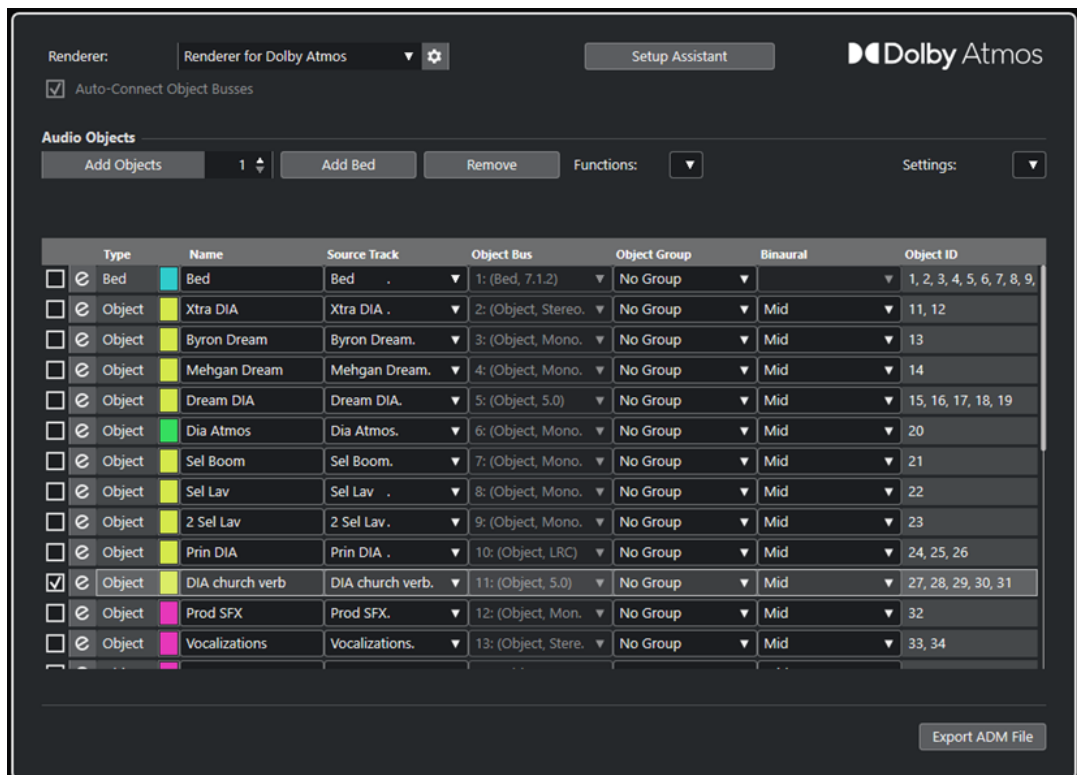 Renderer: Renderer for Dolby Atmos Setup Assistant Dolby Atmos
Auto-Connect Object Busses
Audio Objects
Add Objects 1 Add Bed Remove Functions: Settings:
Type Name Source Track Object Bus Object Group Binaural Object ID
e Bed Bed Bed . 1: (Bed, 7.1.2) No Group 1, 2, 3, 4, 5, 6, 7, 8, 9,
e Object Xtra DIA Xtra DIA . 2: (Object, Stereo. No Group Mid 11, 12
e Object Byron Dream Byron Dream. 3: (Object, Mono. No Group Mid 13
e Object Mehgan Dream Mehgan Dream. 4: (Object, Mono. No Group Mid 14
e Object Dream DIA Dream DIA. 5: (Object, 5.0) No Group Mid 15, 16, 17, 18, 19
e Object Dia Atmos Dia Atmos. 6: (Object, Mono. No Group Mid 20
e Object Sel Boom Sel Boom. 7: (Object, Mono. No Group Mid 21
e Object Sel Lav Sel Lav . 8: (Object, Mono. No Group Mid 22
e Object 2 Sel Lav 2 Sel Lav. 9: (Object, Mono. No Group Mid 23
e Object Prin DIA Prin DIA . 10: (Object, LRC) No Group Mid 24, 25, 26
e Object DIA church verb DIA church verb. 11: (Object, 5.0) No Group Mid 27, 28, 29, 30, 31
e Object Prod SFX Prod SFX. 12: (Object, Mon. No Group Mid 32
e Object Vocalizations Vocalizations. 13: (Object, Stere. No Group Mid 33, 34
Export ADM File